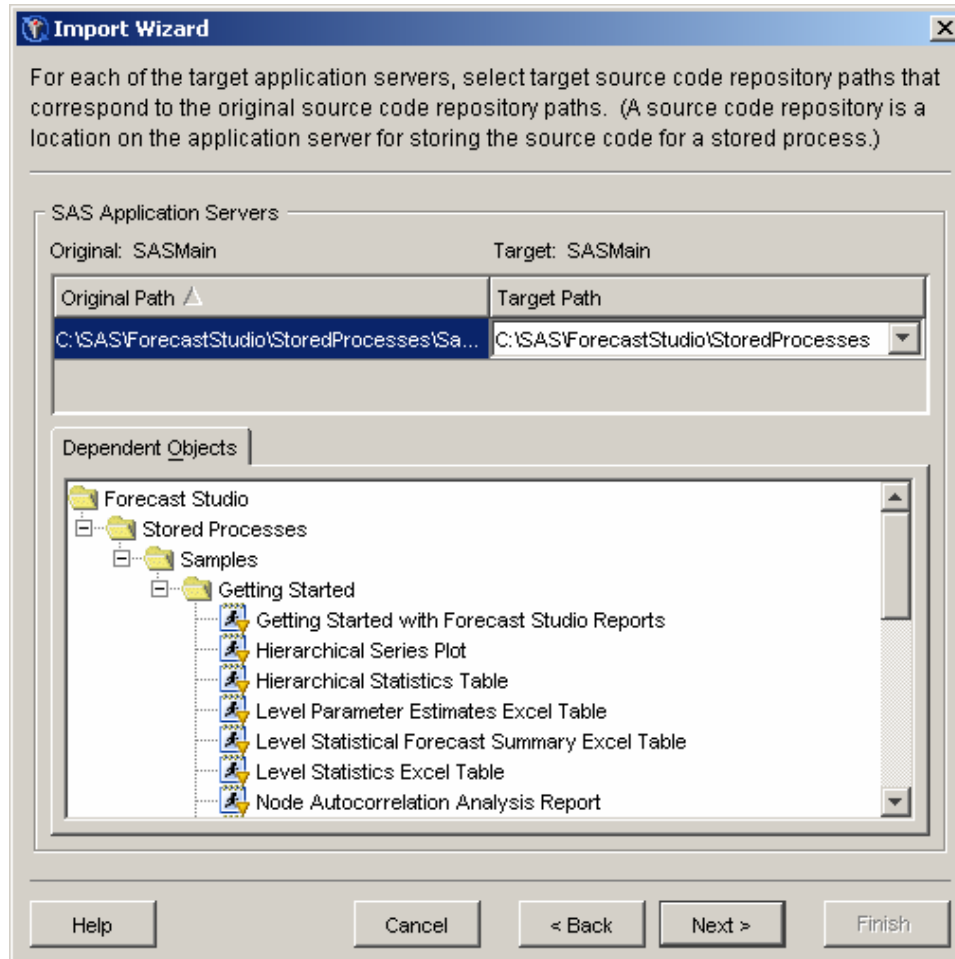 Import Wizard
For each of the target application servers, select target source code repository paths that
correspond to the original source code repository paths. (A source code repository is a
location on the application server for storing the source code for a stored process.)
SAS Application Servers
Original: SASMain Target: SASMain
Original Path Target Path
C:\SAS\ForecastStudio\StoredProcesses\Sa... C:\SAS\ForecastStudio\StoredProcesses
Dependent Objects
Forecast Studio
Stored Processes
Samples
Getting Started
Getting Started with Forecast Studio Reports
Hierarchical Series Plot
Hierarchical Statistics Table
Level Parameter Estimates Excel Table
Level Statistical Forecast Summary Excel Table
Level Statistics Excel Table
Node Autocorrelation Analysis Report
Help Cancel < Back Next > Finish